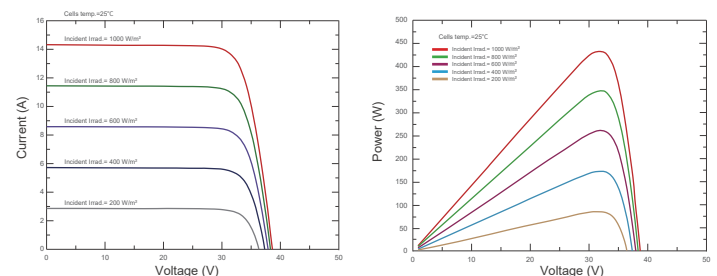 Cells temp.=25℃
16
14
12
10
8
6
4
2
0
Current (A)
Incident Irrad.= 1000 W/m²
Incident Irrad.= 800 W/m²
Incident Irrad.= 600 W/m²
Incident Irrad.= 400 W/m²
Incident Irrad.= 200 W/m²
0 10 20 30 40 50
Voltage (V)
500
450
400
350
300
250
200
150
100
50
0
Power (W)
Cells temp.=25℃
Incident Irrad.= 1000 W/m²
Incident Irrad.= 800 W/m²
Incident Irrad.= 600 W/m²
Incident Irrad.= 400 W/m²
Incident Irrad.= 200 W/m²
0 10 20 30 40 50
Voltage (V)